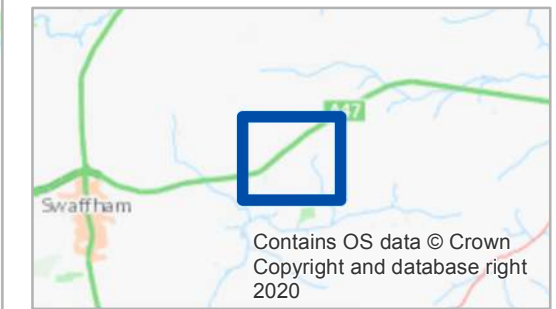 A47
Swaffham
Contains OS data © Crown
Copyright and database right
2020